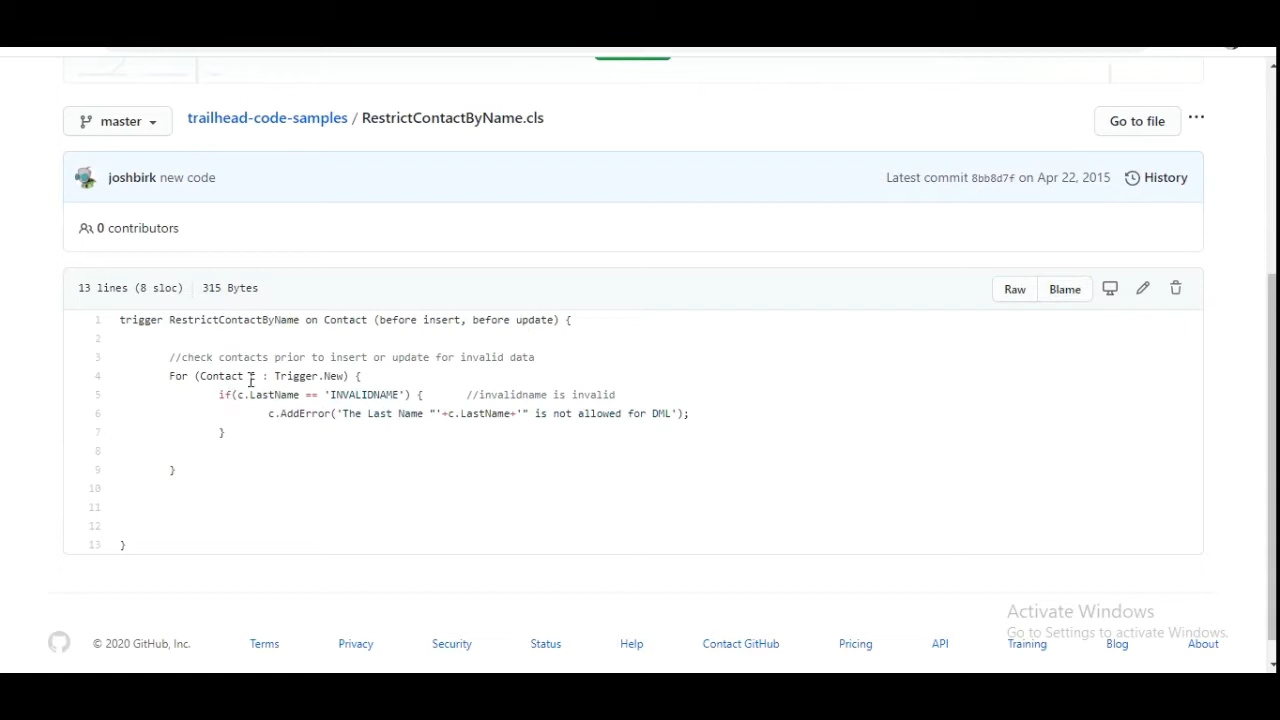 master
trailhead-code-samples / RestrictContactByName.cls
Go to file
joshbirk new code
Latest commit 8bb8d7f on Apr 22, 2015
History
0 contributors
13 lines (8 sloc)
315 Bytes
Raw
Blame
1 trigger RestrictContactByName on Contact (before insert, before update) {
2
3 //check contacts prior to insert or update for invalid data
4 For (Contact : Trigger.New) {
5 if(c.LastName == 'INVALIDNAME') { //invalidname is invalid
6 c.AddError('The Last Name "'+c.LastName+'" is not allowed for DML');
7 }
8
9 }
10
11
12
13 }
Activate Windows
Go to Settings to activate Windows.
© 2020 GitHub, Inc.
Terms
Privacy
Security
Status
Help
Contact GitHub
Pricing
API
Training
Blog
About